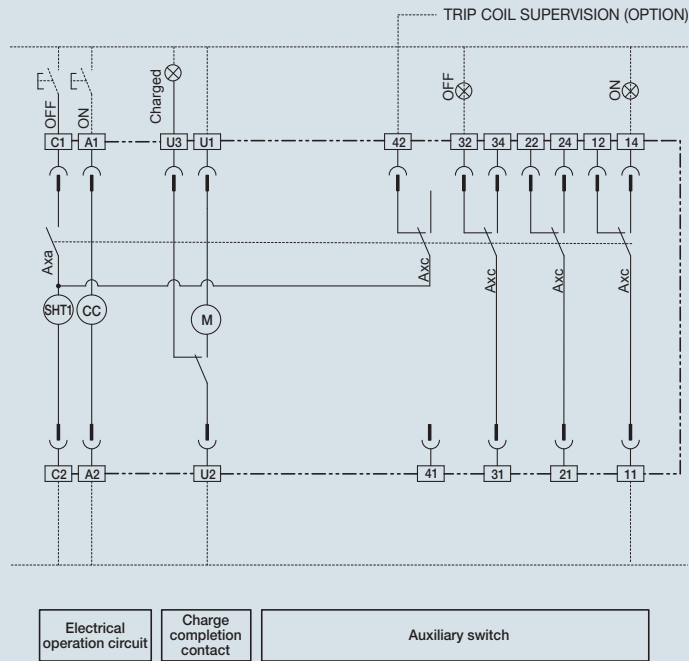 TRIP COIL SUPERVISION (OPTION)
OFF
ON
Charged
OFF
ON
C1 A1 U3 U1 42 32 34 22 24 12 14
Axa
Axc
Axc
Axc
Axc
SHT1 CC M
C2 A2 U2 41 31 21 11
Electrical
operation circuit
Charge
completion
contact
Auxiliary switch